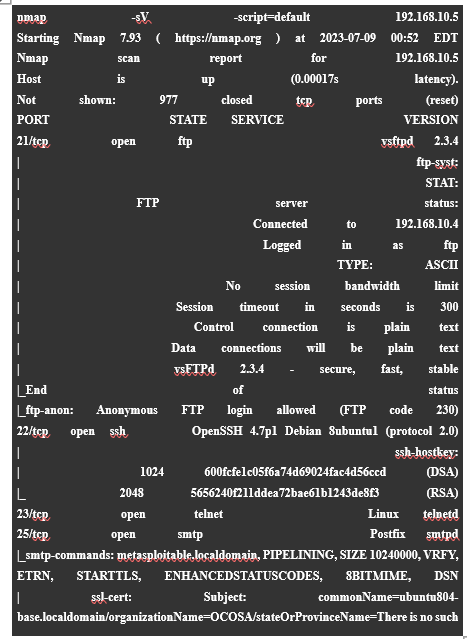 nmap -sV -script=default 192.168.10.5
Starting Nmap 7.93 ( https://nmap.org ) at 2023-07-09 00:52 EDT
Nmap scan report for 192.168.10.5
Host is up (0.00017s latency).
Not shown: 977 closed tcp ports (reset)
PORT STATE SERVICE VERSION
21/tcp open ftp vsftpd 2.3.4
| ftp-syst:
| STAT:
| FTP server status:
| Connected to 192.168.10.4
| Logged in as ftp
| TYPE: ASCII
| No session bandwidth limit
| Session timeout in seconds is 300
| Control connection is plain text
| Data connections will be plain text
| vsFTPd 2.3.4 - secure, fast, stable
|_End of status
|_ftp-anon: Anonymous FTP login allowed (FTP code 230)
22/tcp open ssh OpenSSH 4.7p1 Debian 8ubuntu1 (protocol 2.0)
| ssh-hostkey:
| 1024 600fcfe1c05f6a74d69024fac4d56ccd (DSA)
|_ 2048 5656240f211ddea72bae61b1243de8f3 (RSA)
23/tcp open telnet Linux telnetd
25/tcp open smtp Postfix smtpd
|_smtp-commands: metasploitable.localdomain, PIPELINING, SIZE 10240000, VRFY,
ETRN, STARTTLS, ENHANCEDSTATUSCODES, 8BITMIME, DSN
| ssl-cert: Subject: commonName=ubuntu804-
base.localdomain/organizationName=OCOSA/stateOrProvinceName=There is no such